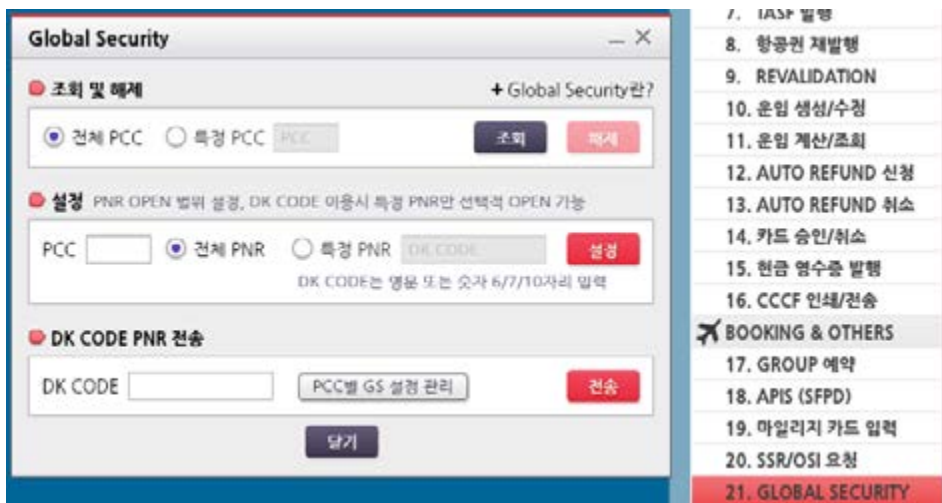 Global Security
조회 및 해제
+ Global Security란?
전체 PCC 특정 PCC PCC 조회 해제
설정 PNR OPEN 범위 설정, DK CODE 이용시 특정 PNR만 선택적 OPEN 가능
PCC 전체 PNR 특정 PNR DK CODE 설정
DK CODE는 영문 또는 숫자 6/7/10자리 입력
DK CODE PNR 전송
DK CODE PCC별 GS 설정 관리 전송
닫기
7. TASF 발행
8. 항공권 재발행
9. REVALIDATION
10. 운임 생성/수정
11. 운임 계산/조회
12. AUTO REFUND 신청
13. AUTO REFUND 취소
14. 카드 승인/취소
15. 현금 영수증 발행
16. CCCF 인쇄/전송
BOOKING & OTHERS
17. GROUP 예약
18. APIS (SFPD)
19. 마일리지 카드 입력
20. SSR/OSI 요청
21. GLOBAL SECURITY